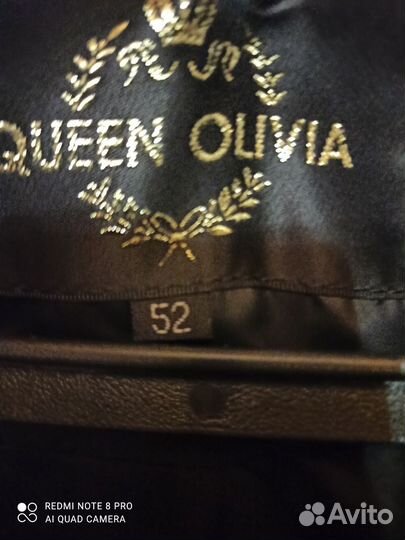 QUEEN OLIVIA
52
REDMI NOTE 8 PRO
AI QUAD CAMERA
Avito